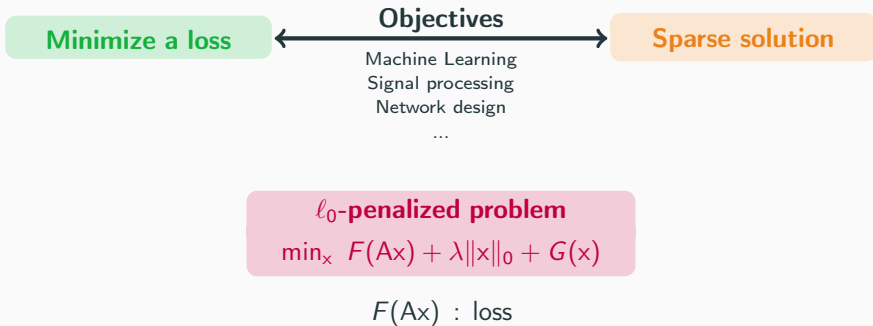 Objectives
Minimize a loss
Sparse solution
Machine Learning
Signal processing
Network design
...
ℓ₀-penalized problem
minₓ F(Ax) + λ‖x‖₀ + G(x)
F(Ax) : loss